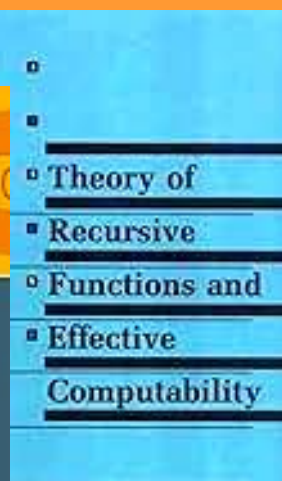 Theory of
Recursive
Functions and
Effective
Computability